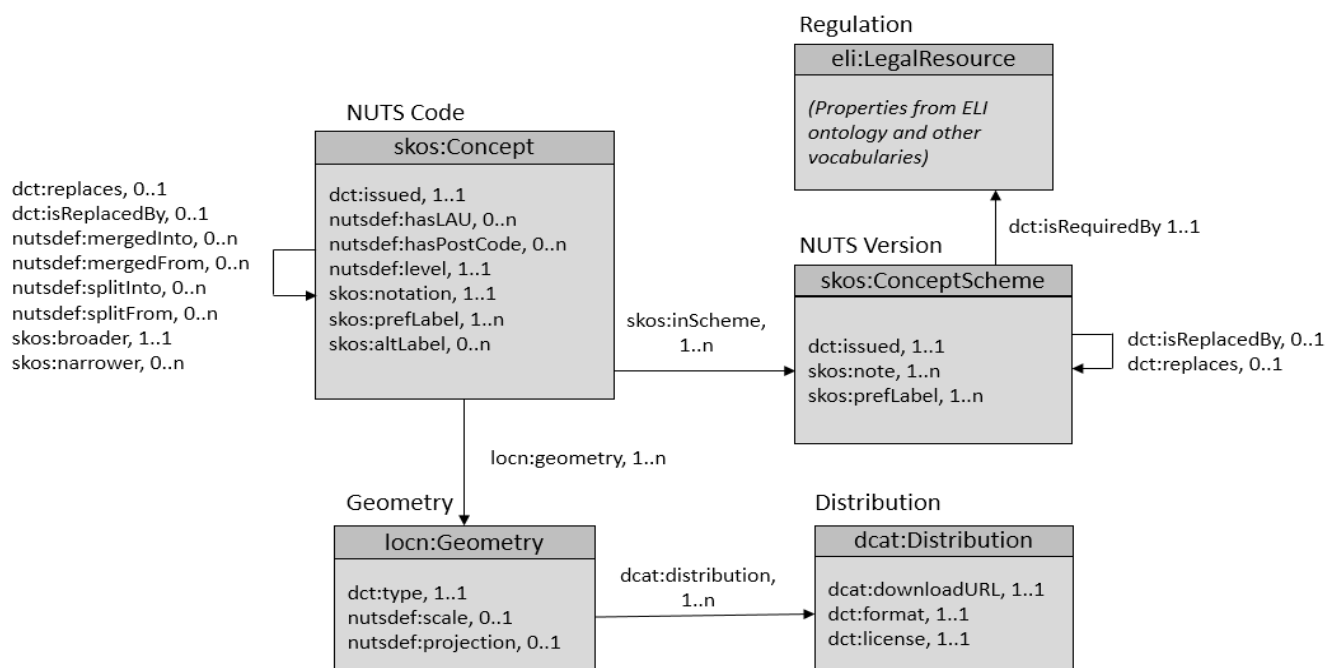 Regulation
eli:LegalResource
(Properties from ELI
ontology and other
vocabularies)
NUTS Code
skos:Concept
dct:issued, 1..1
nutsdef:hasLAU, 0..n
nutsdef:hasPostCode, 0..n
nutsdef:level, 1..1
skos:notation, 1..1
skos:prefLabel, 1..n
skos:altLabel, 0..n
dct:replaces, 0..1
dct:isReplacedBy, 0..1
nutsdef:mergedInto, 0..n
nutsdef:mergedFrom, 0..n
nutsdef:splitInto, 0..n
nutsdef:splitFrom, 0..n
skos:broader, 1..1
skos:narrower, 0..n
dct:isRequiredBy 1..1
NUTS Version
skos:ConceptScheme
dct:issued, 1..1
skos:note, 1..n
skos:prefLabel, 1..n
skos:inScheme,
1..n
dct:isReplacedBy, 0..1
dct:replaces, 0..1
locn:geometry, 1..n
Geometry
locn:Geometry
dct:type, 1..1
nutsdef:scale, 0..1
nutsdef:projection, 0..1
dcat:distribution,
1..n
Distribution
dcat:Distribution
dcat:downloadURL, 1..1
dct:format, 1..1
dct:license, 1..1